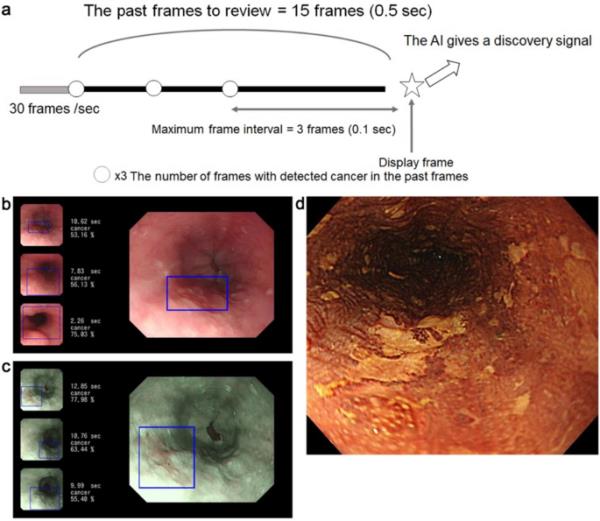 a
The past frames to review = 15 frames (0.5 sec)
The AI gives a discovery signal
30 frames /sec
Maximum frame interval = 3 frames (0.1 sec)
Display frame
x3 The number of frames with detected cancer in the past frames
b
10,62 sec
cancer
53,16 %
7,83 sec
cancer
56,13 %
2,26 sec
cancer
75,03 %
c
12,85 sec
cancer
77,98 %
10,76 sec
cancer
63,44 %
9,99 sec
cancer
55,40 %
d